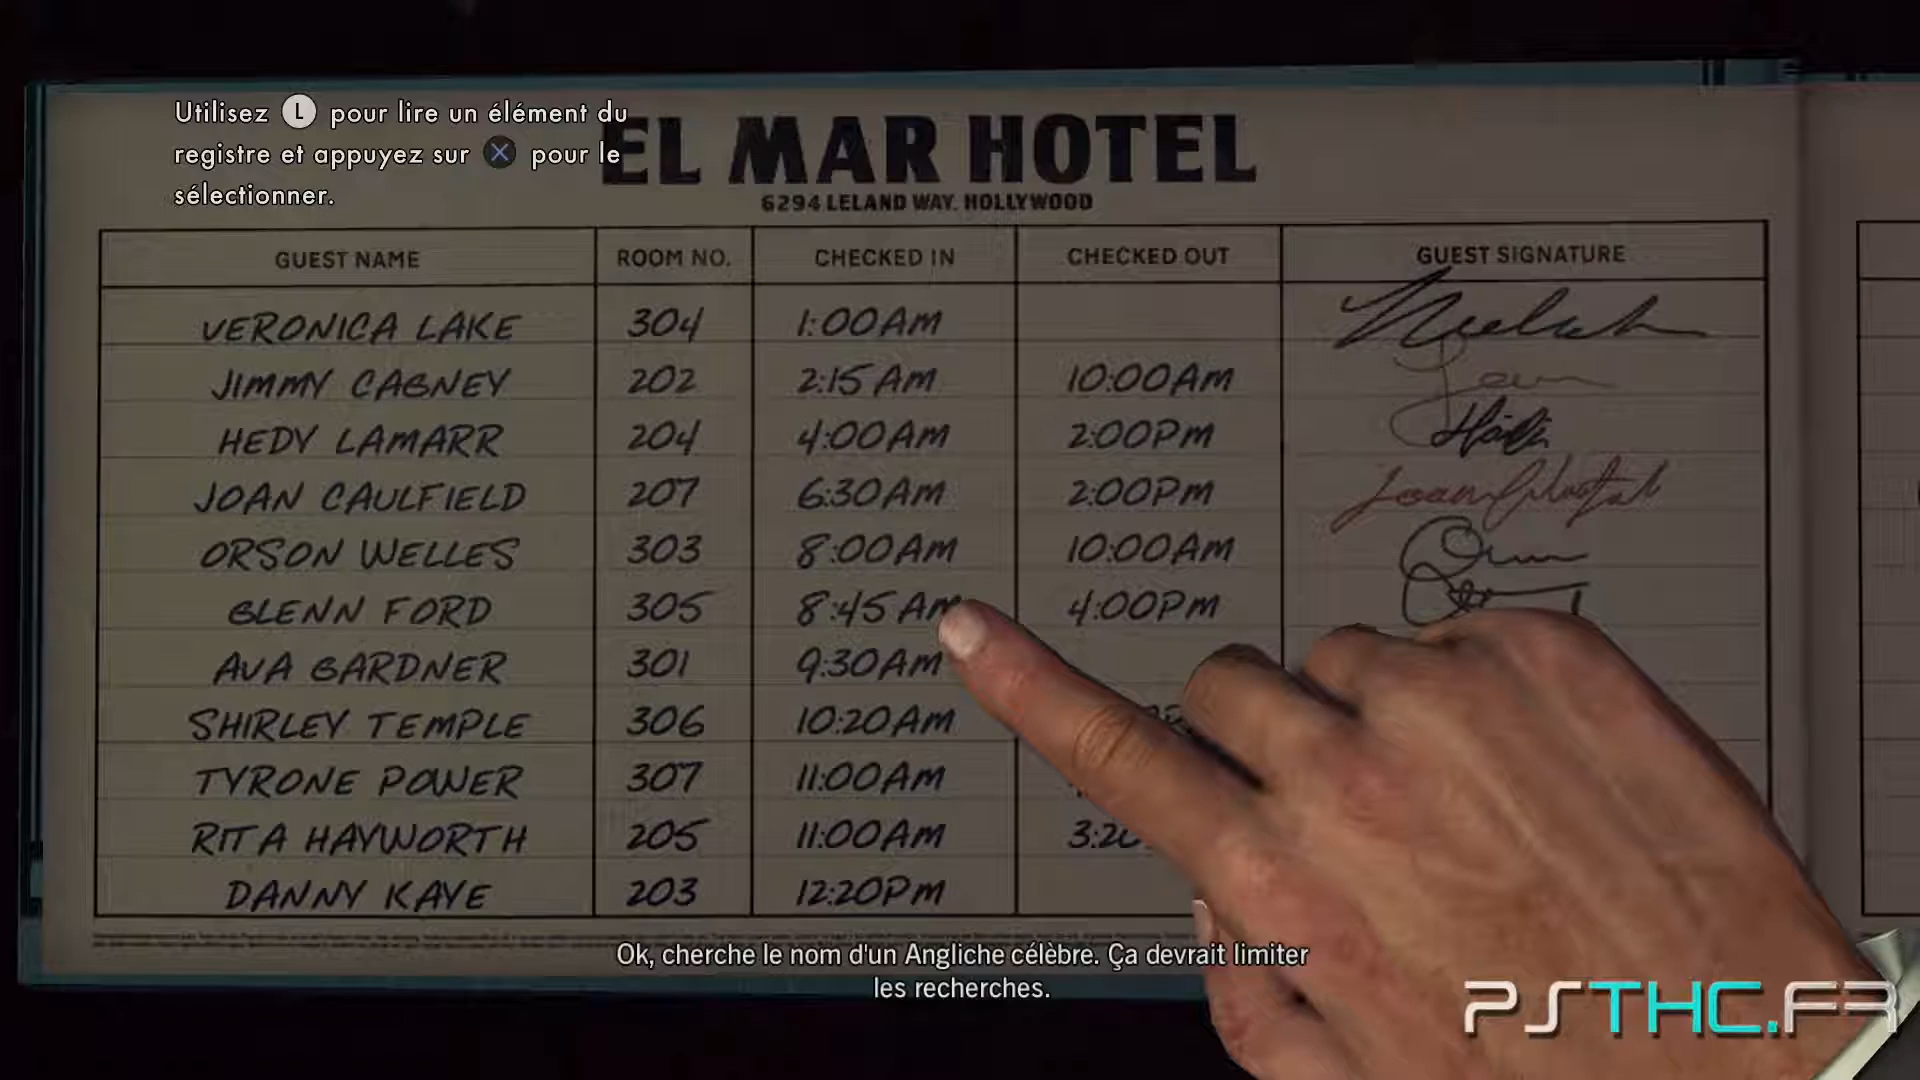 Utilisez L pour lire un élément du
registre et appuyez sur X pour le
sélectionner.
EL MAR HOTEL
6294 LELAND WAY, HOLLYWOOD
GUEST NAME ROOM NO. CHECKED IN CHECKED OUT GUEST SIGNATURE
VERONICA LAKE 304 1:00AM
JIMMY CAGNEY 202 2:15AM 10:00AM
HEDY LAMARR 204 4:00AM 2:00PM
JOAN CAULFIELD 207 6:30AM 2:00PM
ORSON WELLES 303 8:00AM 10:00AM
GLENN FORD 305 8:45AM 4:00PM
AVA GARDNER 301 9:30AM
SHIRLEY TEMPLE 306 10:20AM
TYRONE POWER 307 11:00AM
RITA HAYWORTH 205 11:00AM 3:20
DANNY KAYE 203 12:20PM
Ok, cherche le nom d'un Angliche célèbre. Ça devrait limiter
les recherches.
PSTHC.FR